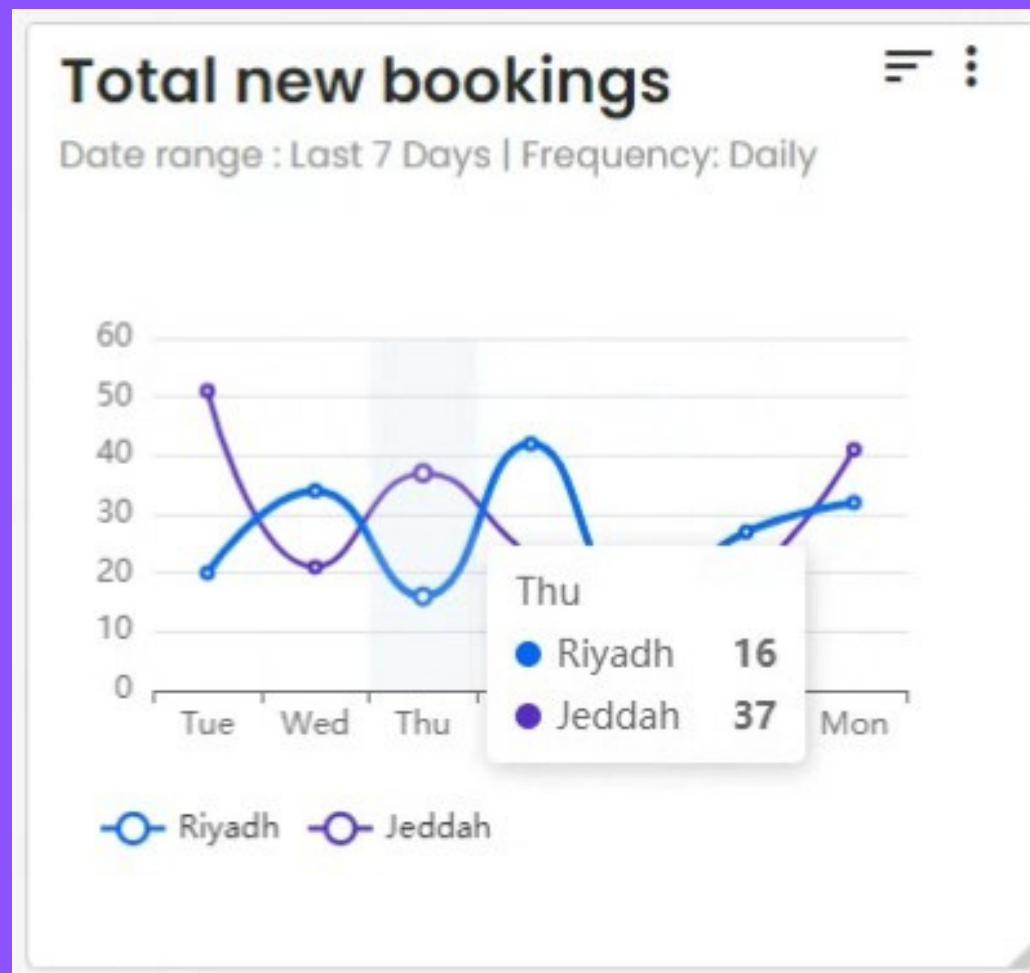 Total new bookings
Date range : Last 7 Days | Frequency: Daily
60
50
40
30
20
10
0
Thu
Riyadh 16
Jeddah 37
Tue Wed Thu Mon
Riyadh Jeddah